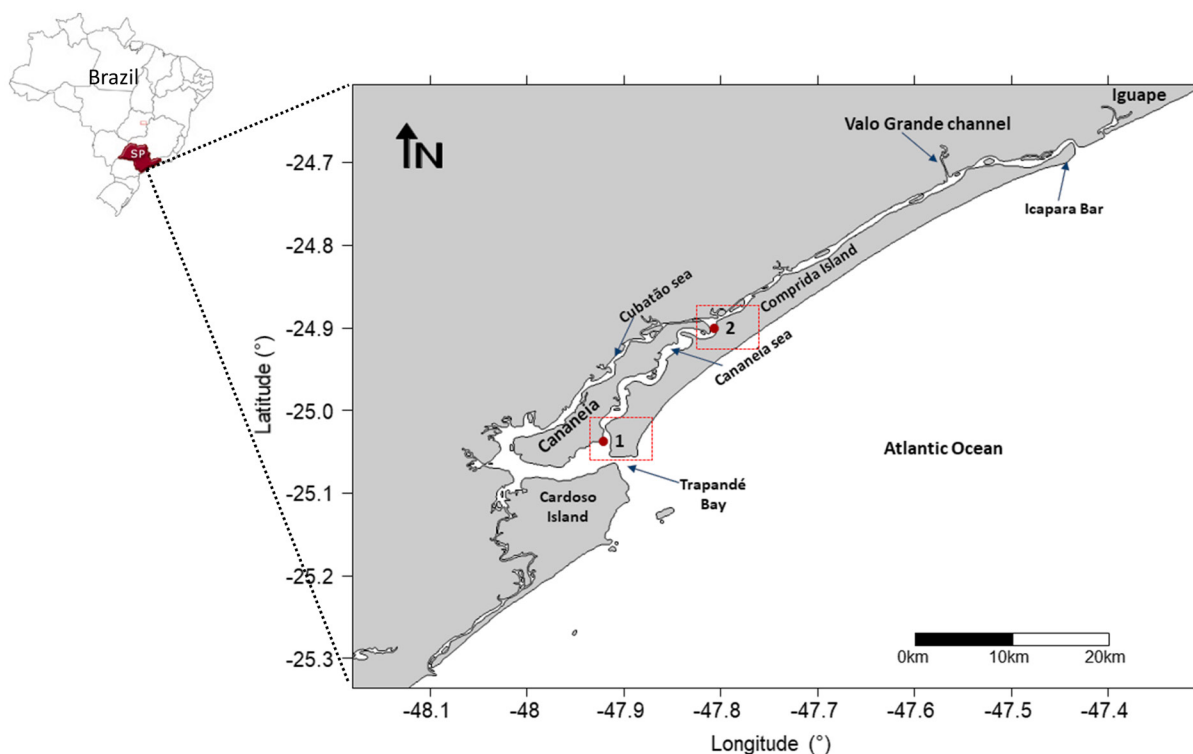 Brazil
SP
N
Iguape
Valo Grande channel
Icapara Bar
Comprida Island
Cubatão sea
2
Cananeia sea
Cananeia
1
Atlantic Ocean
Trapandé
Bay
Cardoso
Island
0km 10km 20km
Latitude (°)
-24.7
-24.8
-24.9
-25.0
-25.1
-25.2
-25.3
-48.1 -48 -47.9 -47.8 -47.7 -47.6 -47.5 -47.4
Longitude (°)